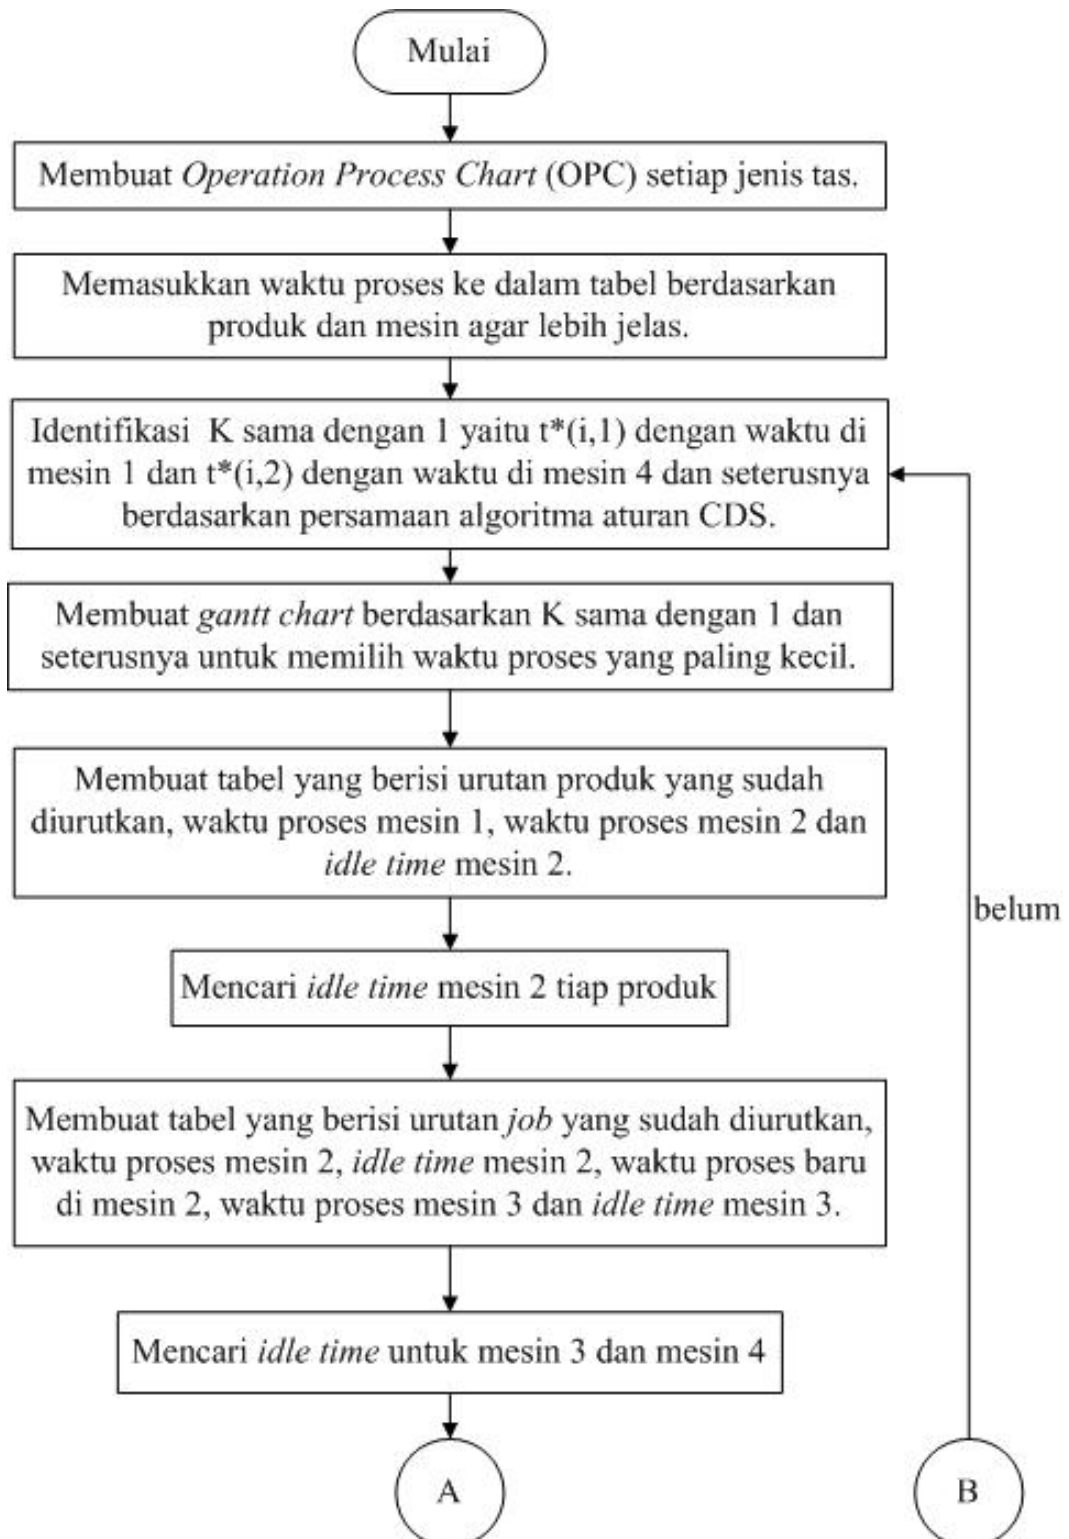 Mulai
Membuat Operation Process Chart (OPC) setiap jenis tas.
Memasukkan waktu proses ke dalam tabel berdasarkan
produk dan mesin agar lebih jelas.
Identifikasi K sama dengan 1 yaitu t*(i,1) dengan waktu di
mesin 1 dan t*(i,2) dengan waktu di mesin 4 dan seterusnya
berdasarkan persamaan algoritma aturan CDS.
Membuat gantt chart berdasarkan K sama dengan 1 dan
seterusnya untuk memilih waktu proses yang paling kecil.
Membuat tabel yang berisi urutan produk yang sudah
diurutkan, waktu proses mesin 1, waktu proses mesin 2 dan
idle time mesin 2.
belum
Mencari idle time mesin 2 tiap produk
Membuat tabel yang berisi urutan job yang sudah diurutkan,
waktu proses mesin 2, idle time mesin 2, waktu proses baru
di mesin 2, waktu proses mesin 3 dan idle time mesin 3.
Mencari idle time untuk mesin 3 dan mesin 4
A
B